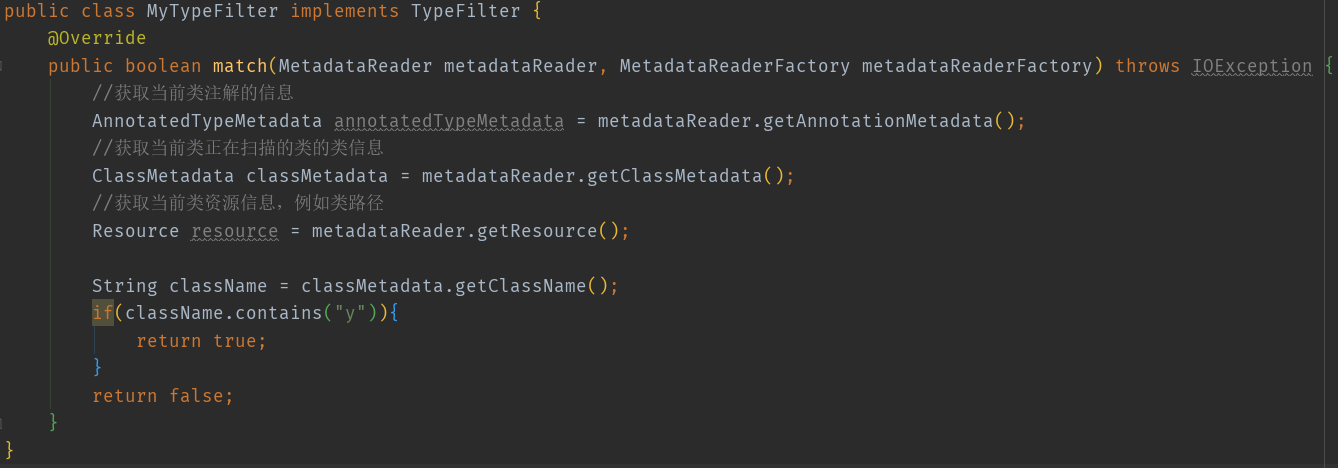 public class MyTypeFilter implements TypeFilter {
@Override
public boolean match(MetadataReader metadataReader, MetadataReaderFactory metadataReaderFactory) throws IOException {
//获取当前类注解的信息
AnnotatedTypeMetadata annotatedTypeMetadata = metadataReader.getAnnotationMetadata();
//获取当前类正在扫描的类的类信息
ClassMetadata classMetadata = metadataReader.getClassMetadata();
//获取当前类资源信息，例如类路径
Resource resource = metadataReader.getResource();
String className = classMetadata.getClassName();
if(className.contains("y")){
return true;
}
return false;
}
}